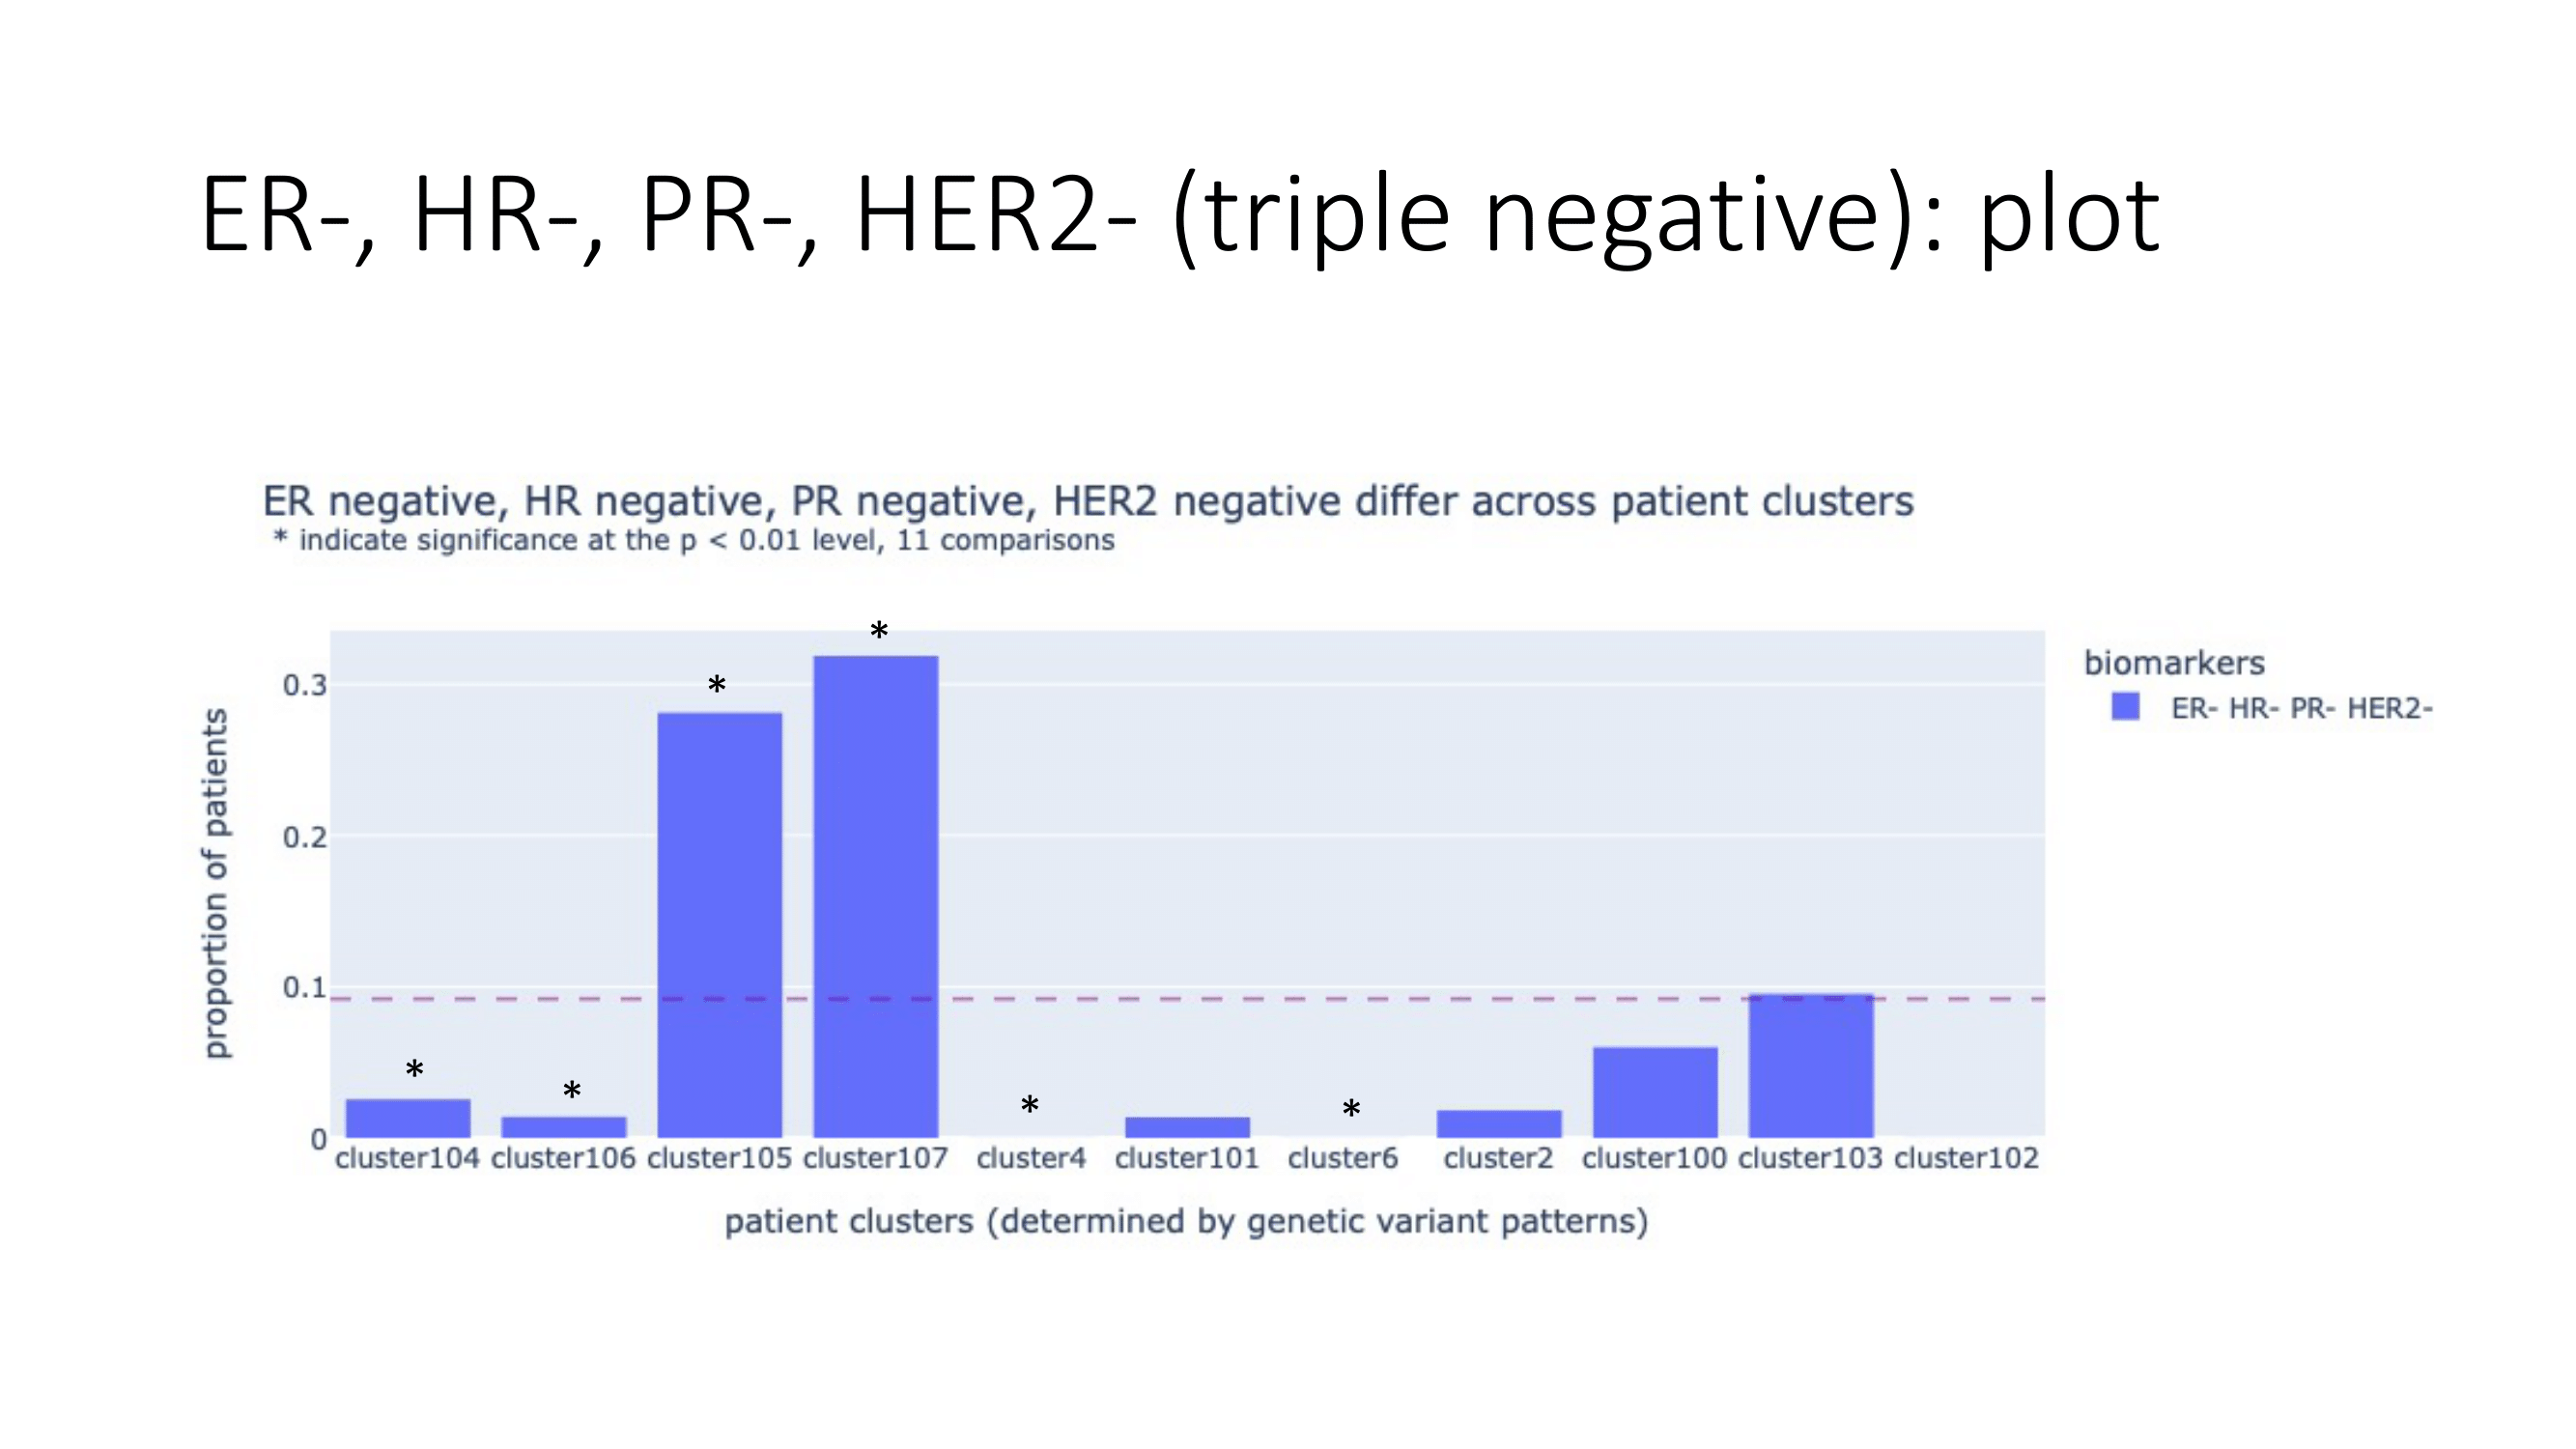 ER-, HR-, PR-, HER2- (triple negative): plot
ER negative, HR negative, PR negative, HER2 negative differ across patient clusters
* indicate significance at the p < 0.01 level, 11 comparisons
*
*
0.3
0.2
0.1
0
proportion of patients
*
*
*
*
cluster104 cluster106 cluster105 cluster107 cluster4 cluster101 cluster6 cluster2 cluster100 cluster103 cluster102
patient clusters (determined by genetic variant patterns)
biomarkers
ER- HR- PR- HER2-